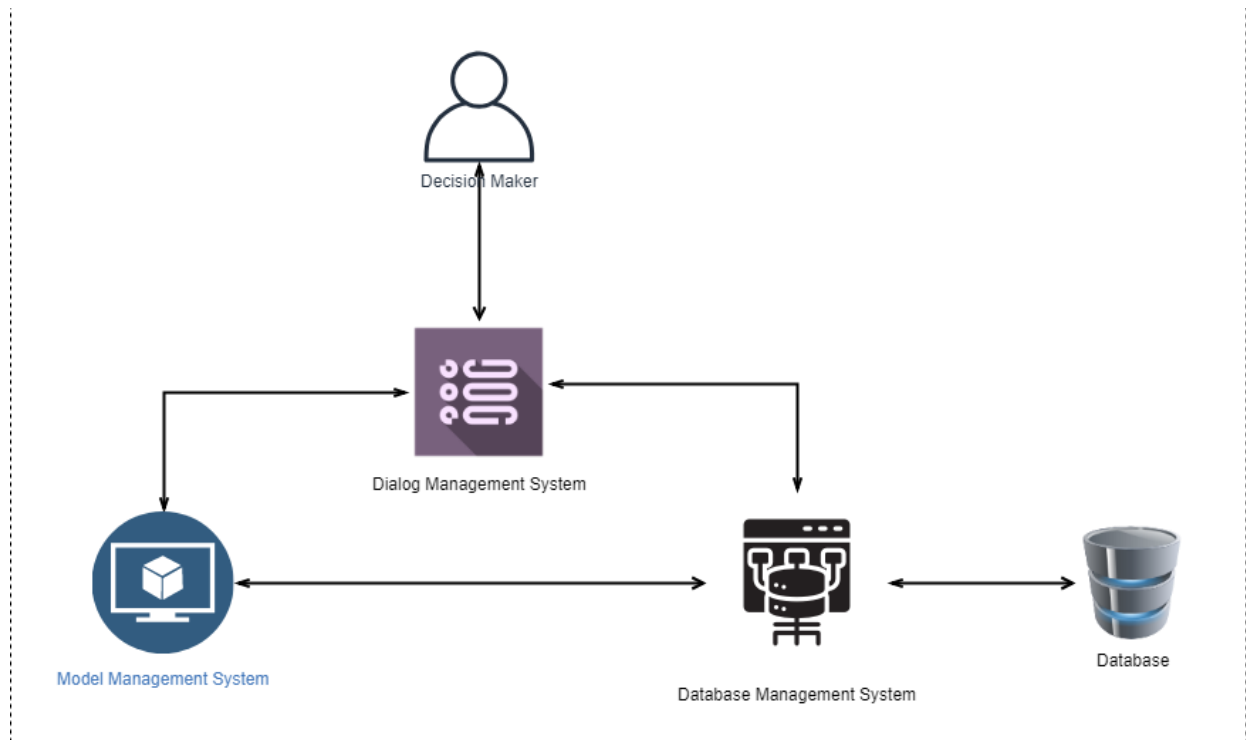 Decision Maker
Dialog Management System
Model Management System
Database Management System
Database